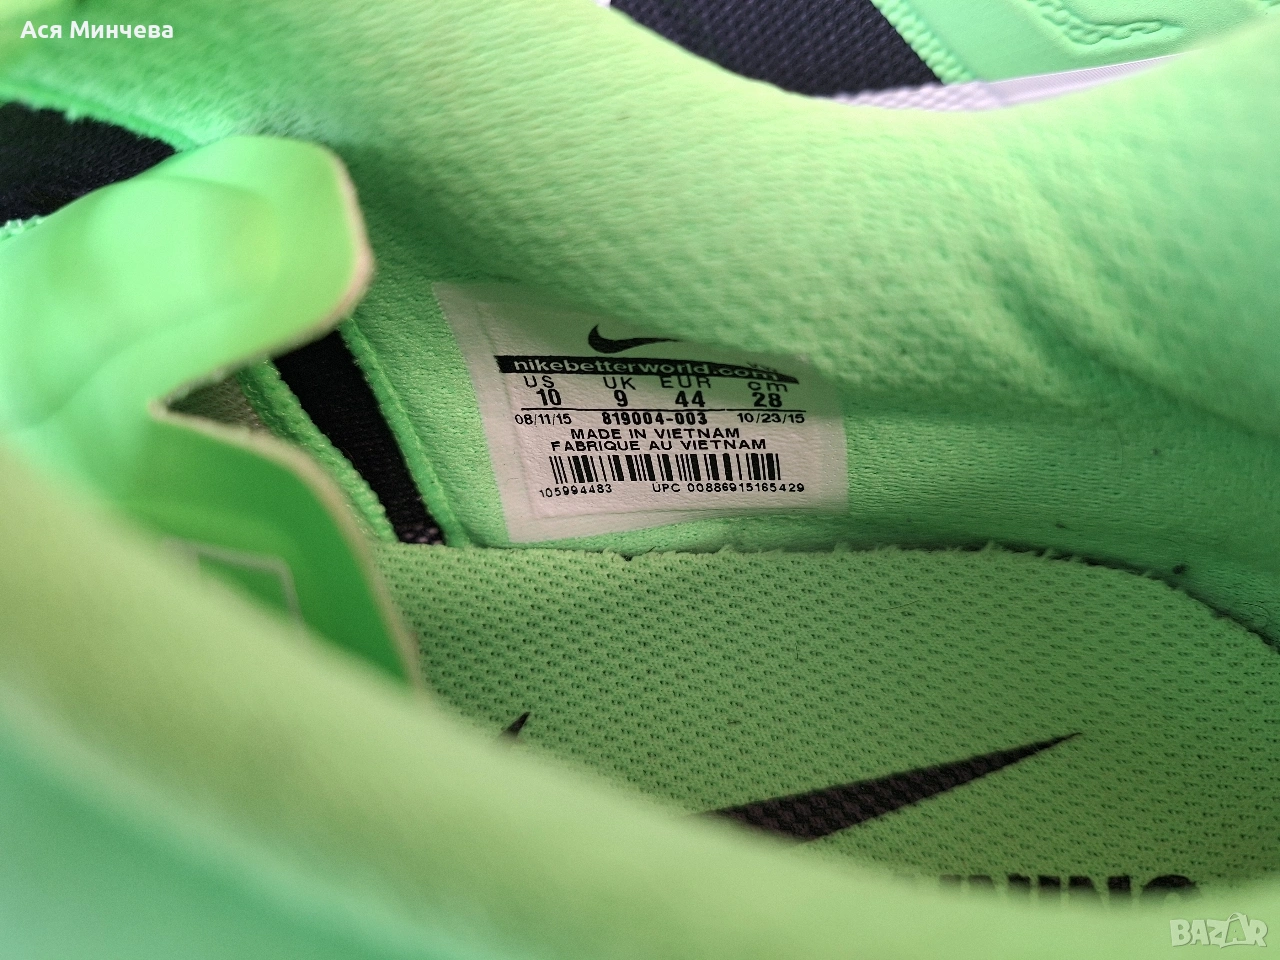 Ася Минчева
nikebetterworld.com
US UK EUR cm
10 9 44 28
08/11/15 819004-003 10/23/15
MADE IN VIETNAM
FABRIQUE AU VIETNAM
105994483 UPC 00886915165429
BAZAR